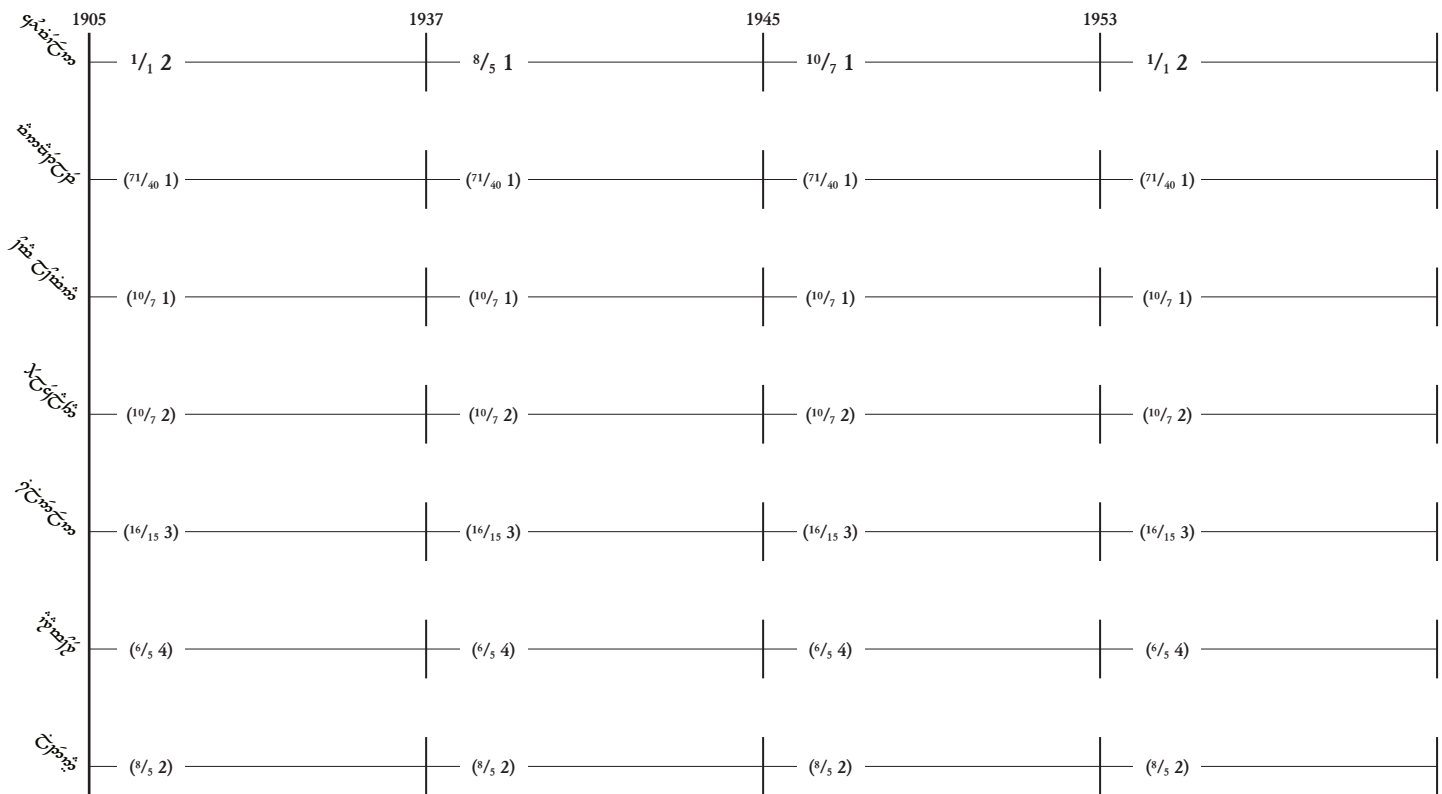 1905 1937 1945 1953
1/1 2 8/5 1 10/7 1 1/1 2
(71/40 1) (71/40 1) (71/40 1) (71/40 1)
(10/7 1) (10/7 1) (10/7 1) (10/7 1)
(10/7 2) (10/7 2) (10/7 2) (10/7 2)
(16/15 3) (16/15 3) (16/15 3) (16/15 3)
(6/5 4) (6/5 4) (6/5 4) (6/5 4)
(8/5 2) (8/5 2) (8/5 2) (8/5 2)